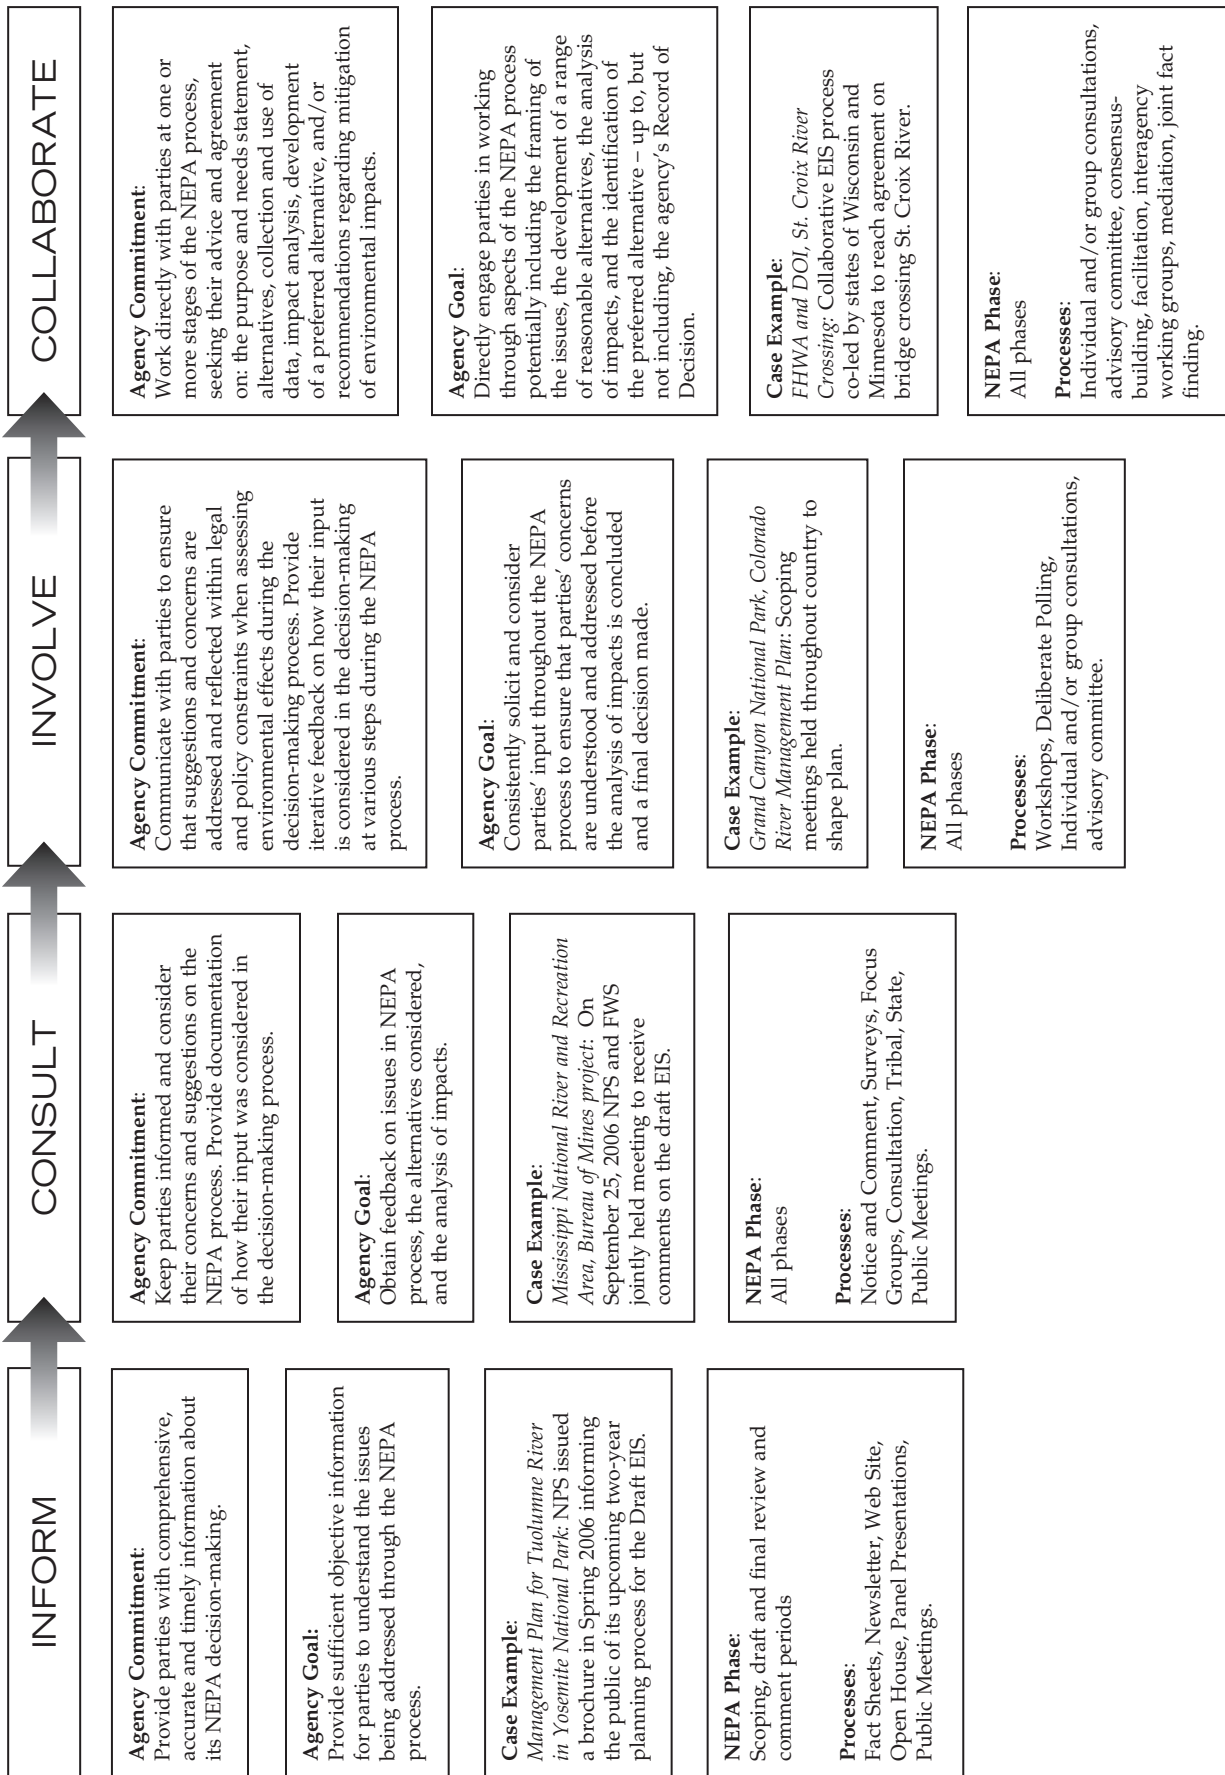 INFORM
Agency Commitment:
Provide parties with comprehensive,
accurate and timely information about
its NEPA decision-making.
Agency Goal:
Provide sufficient objective information
for parties to understand the issues
being addressed through the NEPA
process.
Case Example:
Management Plan for Tuolumne River
in Yosemite National Park: NPS issued
a brochure in Spring 2006 informing
the public of its upcoming two-year
planning process for the Draft EIS.
NEPA Phase:
Scoping, draft and final review and
comment periods
Processes:
Fact Sheets, Newsletter, Web Site,
Open House, Panel Presentations,
Public Meetings.
CONSULT
Agency Commitment:
Keep parties informed and consider
their concerns and suggestions on the
NEPA process. Provide documentation
of how their input was considered in
the decision-making process.
Agency Goal:
Obtain feedback on issues in NEPA
process, the alternatives considered,
and the analysis of impacts.
Case Example:
Mississippi National River and Recreation
Area, Bureau of Mines project: On
September 25, 2006 NPS and FWS
jointly held meeting to receive
comments on the draft EIS.
NEPA Phase:
All phases
Processes:
Notice and Comment, Surveys, Focus
Groups, Consultation, Tribal, State,
Public Meetings.
INVOLVE
Agency Commitment:
Communicate with parties to ensure
that suggestions and concerns are
addressed and reflected within legal
and policy constraints when assessing
environmental effects during the
decision-making process. Provide
iterative feedback on how their input
is considered in the decision-making
at various steps during the NEPA
process.
Agency Goal:
Consistently solicit and consider
parties' input throughout the NEPA
process to ensure that parties' concerns
are understood and addressed before
the analysis of impacts is concluded
and a final decision made.
Case Example:
Grand Canyon National Park, Colorado
River Management Plan: Scoping
meetings held throughout country to
shape plan.
NEPA Phase:
All phases
Processes:
Workshops, Deliberate Polling,
Individual and/or group consultations,
advisory committee.
COLLABORATE
Agency Commitment:
Work directly with parties at one or
more stages of the NEPA process,
seeking their advice and agreement
on: the purpose and needs statement,
alternatives, collection and use of
data, impact analysis, development
of a preferred alternative, and/or
recommendations regarding mitigation
of environmental impacts.
Agency Goal:
Directly engage parties in working
through aspects of the NEPA process
potentially including the framing of
the issues, the development of a range
of reasonable alternatives, the analysis
of impacts, and the identification of
the preferred alternative – up to, but
not including, the agency's Record of
Decision.
Case Example:
FHWA and DOI, St. Croix River
Crossing: Collaborative EIS process
co-led by states of Wisconsin and
Minnesota to reach agreement on
bridge crossing St. Croix River.
NEPA Phase:
All phases
Processes:
Individual and/or group consultations,
advisory committee, consensus-
building, facilitation, interagency
working groups, mediation, joint fact
finding.